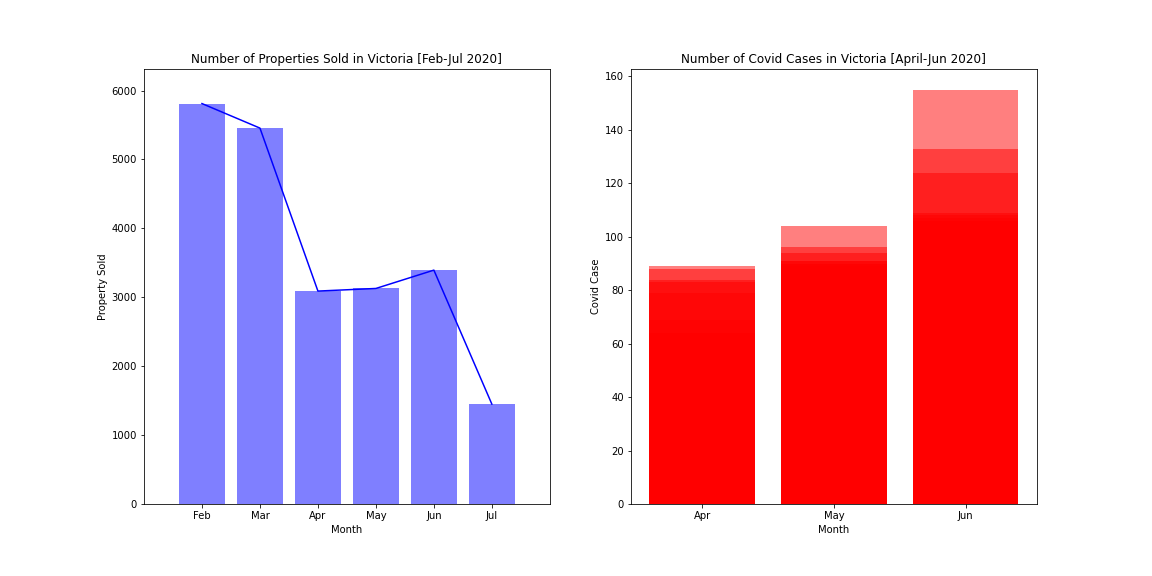 Number of Properties Sold in Victoria [Feb-Jul 2020]
6000
5000
4000
3000
2000
1000
0
Property Sold
Feb Mar Apr May Jun Jul
Month
Number of Covid Cases in Victoria [April-Jun 2020]
160
140
120
100
80
60
40
20
0
Covid Case
Apr May Jun
Month